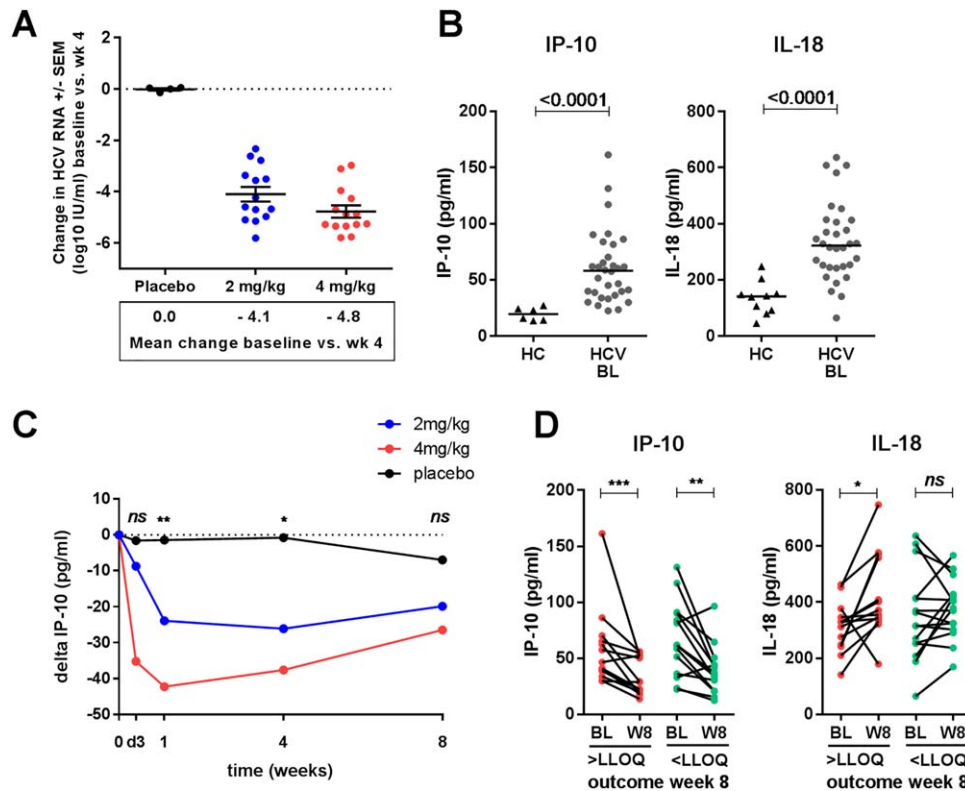 A
Change in HCV RNA +/- SEM
(log10 IU/ml) baseline vs. wk 4
0
-2
-4
-6
Placebo 2 mg/kg 4 mg/kg
0.0 - 4.1 - 4.8
Mean change baseline vs. wk 4
B
IP-10
<0.0001
IP-10 (pg/ml)
200
150
100
50
0
HC HCV
BL
IL-18
<0.0001
IL-18 (pg/ml)
800
600
400
200
0
HC HCV
BL
C
2mg/kg
4mg/kg
placebo
delta IP-10 (pg/ml)
10
0
-10
-20
-30
-40
-50
ns ** * ns
0 d3 1 4 8
time (weeks)
D
IP-10
*** **
IP-10 (pg/ml)
200
150
100
50
0
BL W8 BL W8
>LLOQ <LLOQ
outcome week 8
IL-18
* ns
IL-18 (pg/ml)
800
600
400
200
0
BL W8 BL W8
>LLOQ <LLOQ
outcome week 8